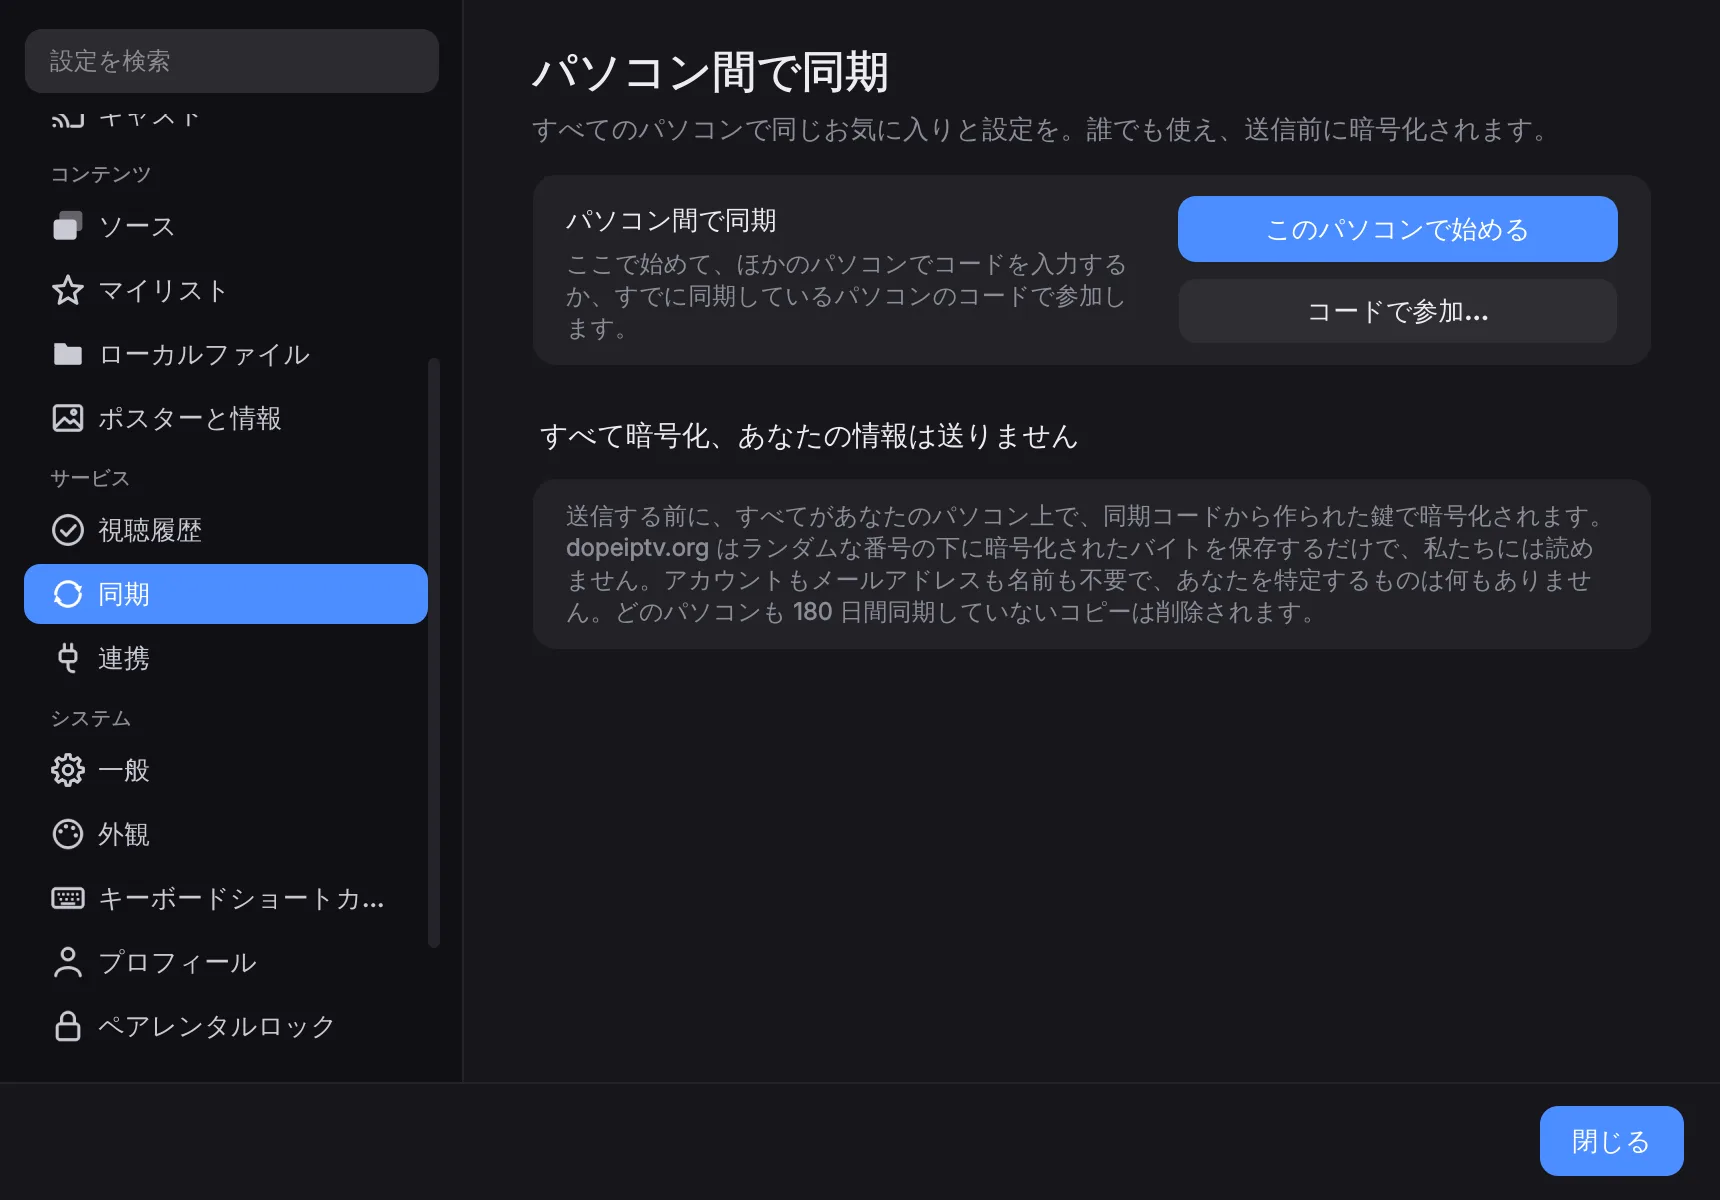 設定を検索
キャスト
コンテンツ
ソース
マイリスト
ローカルファイル
ポスターと情報
サービス
視聴履歴
同期
連携
システム
一般
外観
キーボードショートカ...
プロフィール
ペアレンタルロック
パソコン間で同期
すべてのパソコンで同じお気に入りと設定を。誰でも使え、送信前に暗号化されます。
パソコン間で同期
ここで始めて、ほかのパソコンでコードを入力する
か、すでに同期しているパソコンのコードで参加し
ます。
このパソコンで始める
コードで参加...
すべて暗号化、あなたの情報は送りません
送信する前に、すべてがあなたのパソコン上で、同期コードから作られた鍵で暗号化されます。
dopeiptv.org はランダムな番号の下に暗号化されたバイトを保存するだけで、私たちには読め
ません。アカウントもメールアドレスも名前も不要で、あなたを特定するものは何もありませ
ん。どのパソコンも 180 日間同期していないコピーは削除されます。
閉じる